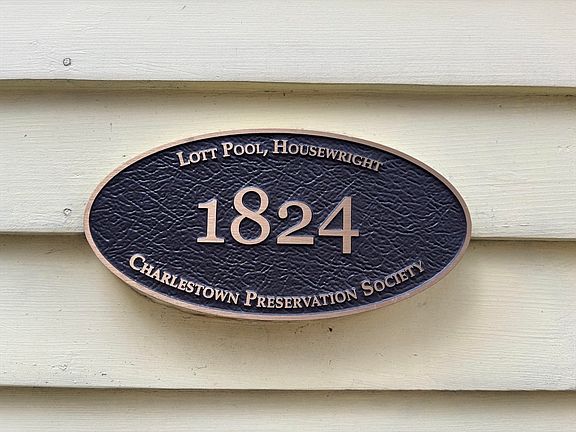 Lott Pool, Housewright
1824
Charlestown Preservation Society